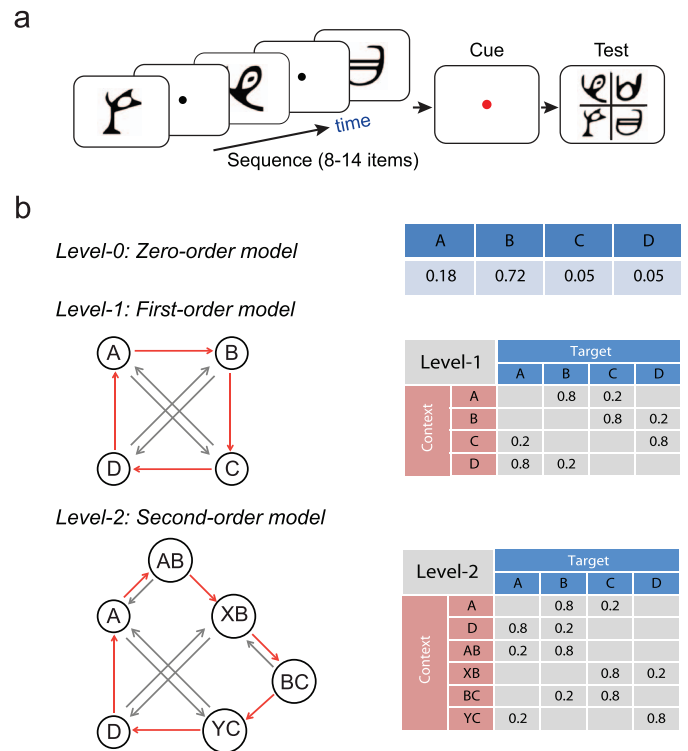 a
Cue
Test
time
Sequence (8-14 items)
b
Level-0: Zero-order model
A B C D
0.18 0.72 0.05 0.05
Level-1: First-order model
A B
D C
Level-1 Target
A B C D
Context
A 0.8 0.2
B 0.8 0.2
C 0.2 0.8
D 0.8 0.2
Level-2: Second-order model
AB
A XB
BC
D YC
Level-2 Target
A B C D
Context
A 0.8 0.2
D 0.8 0.2
AB 0.2 0.8
XB 0.8 0.2
BC 0.2 0.8
YC 0.2 0.8